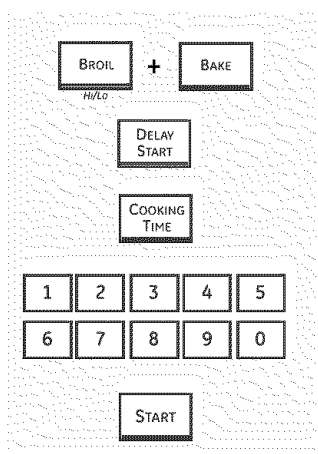 BROIL + BAKE
Hi/Lo
DELAY
START
COOKING
TIME
1 2 3 4 5
6 7 8 9 0
START